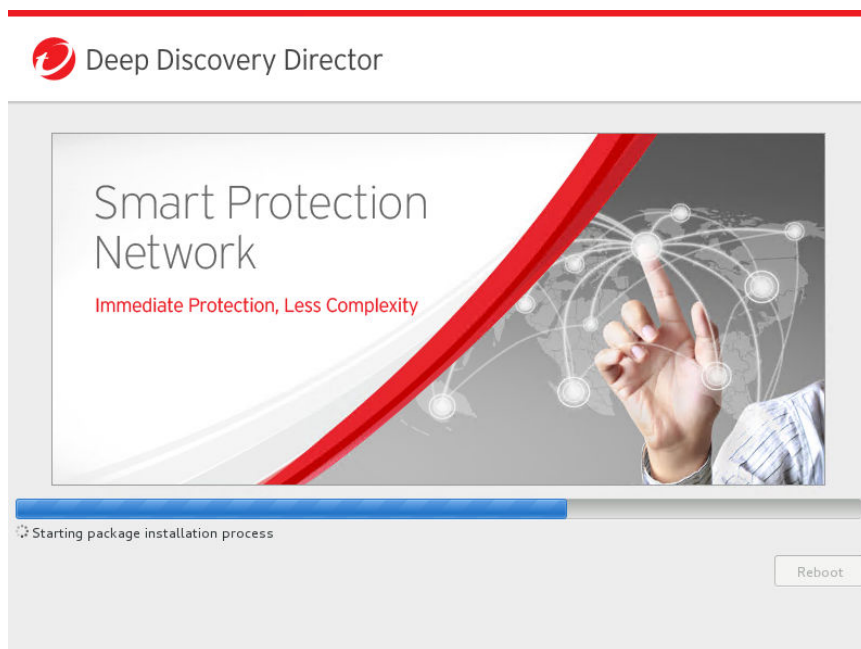 Deep Discovery Director
Smart Protection
Network
Immediate Protection, Less Complexity
Starting package installation process
Reboot